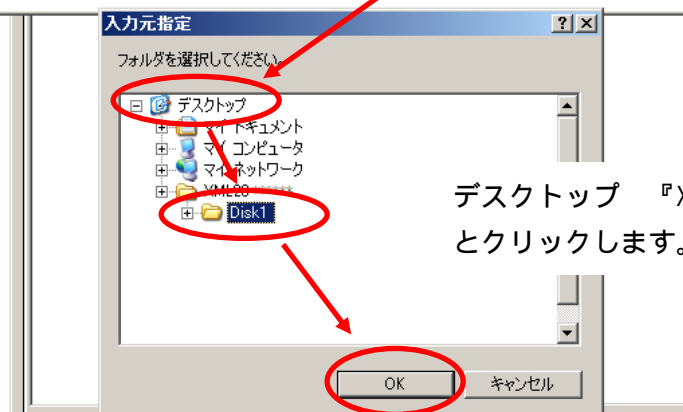 入力元指定
フォルダを選択してください。
デスクトップ
マイ ドキュメント
マイ コンピュータ
マイ ネットワーク
Disk1
デスクトップ 『
とクリックします。
OK
キャンセル